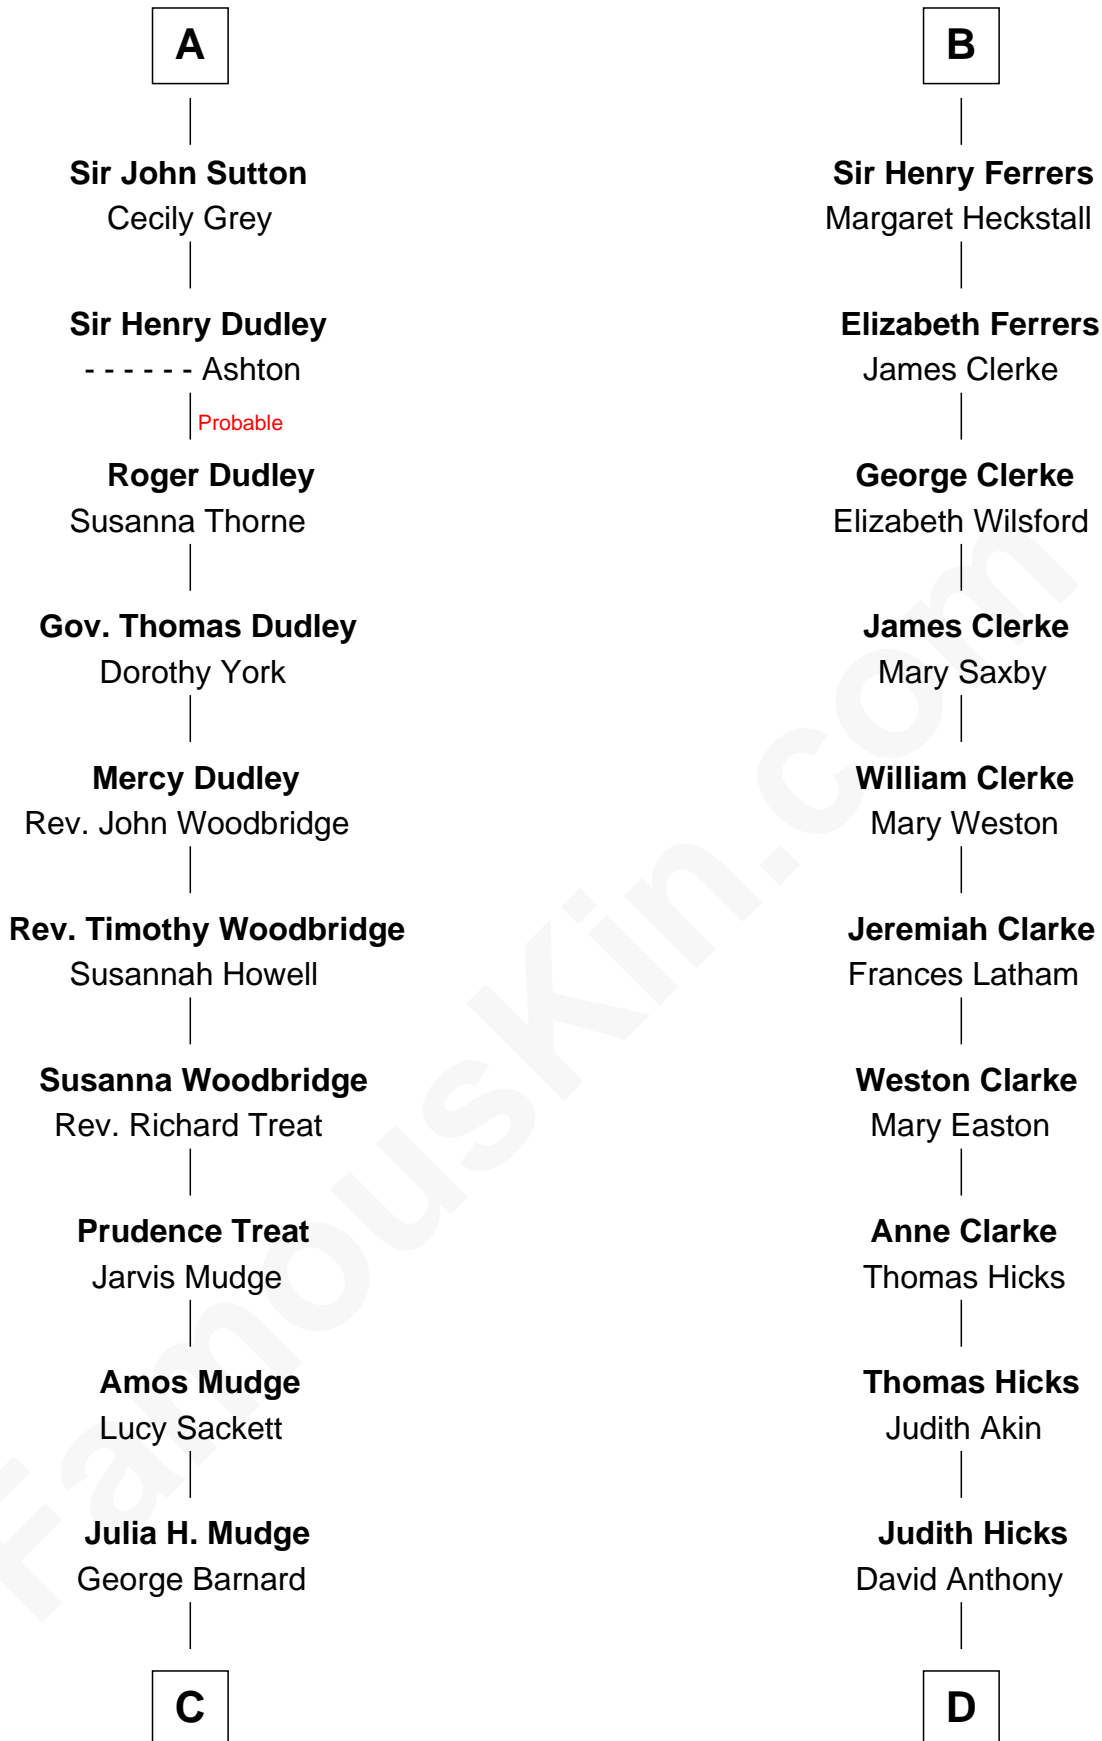 A
Sir John Sutton
Cecily Grey
Sir Henry Dudley
- - - - - - Ashton
Probable
Roger Dudley
Susanna Thorne
Gov. Thomas Dudley
Dorothy York
Mercy Dudley
Rev. John Woodbridge
Rev. Timothy Woodbridge
Susannah Howell
Susanna Woodbridge
Rev. Richard Treat
Prudence Treat
Jarvis Mudge
Amos Mudge
Lucy Sackett
Julia H. Mudge
George Barnard
C
B
Sir Henry Ferrers
Margaret Heckstall
Elizabeth Ferrers
James Clerke
George Clerke
Elizabeth Wilsford
James Clerke
Mary Saxby
William Clerke
Mary Weston
Jeremiah Clarke
Frances Latham
Weston Clarke
Mary Easton
Anne Clarke
Thomas Hicks
Thomas Hicks
Judith Akin
Judith Hicks
David Anthony
D
FamousKin.com